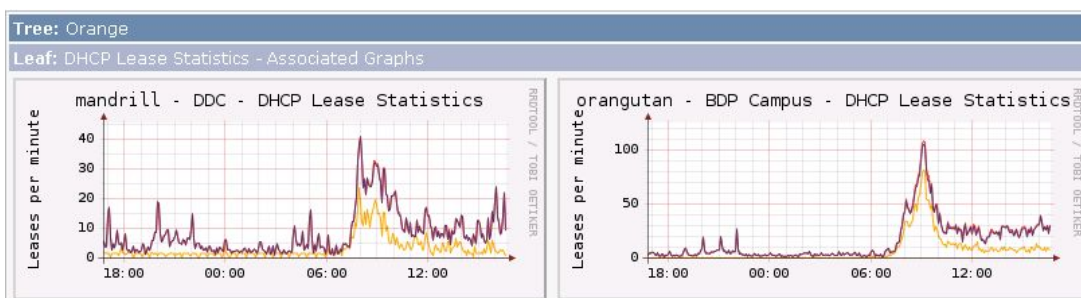 Tree: Orange
Leaf: DHCP Lease Statistics - Associated Graphs
mandrill - DDC - DHCP Lease Statistics
Leases per minute
40
30
20
10
0
18:00 00:00 06:00 12:00
RRDTOOL / TOBI OETIKER
orangutan - BDP Campus - DHCP Lease Statistics
Leases per minute
100
50
0
18:00 00:00 06:00 12:00
RRDTOOL / TOBI OETIKER